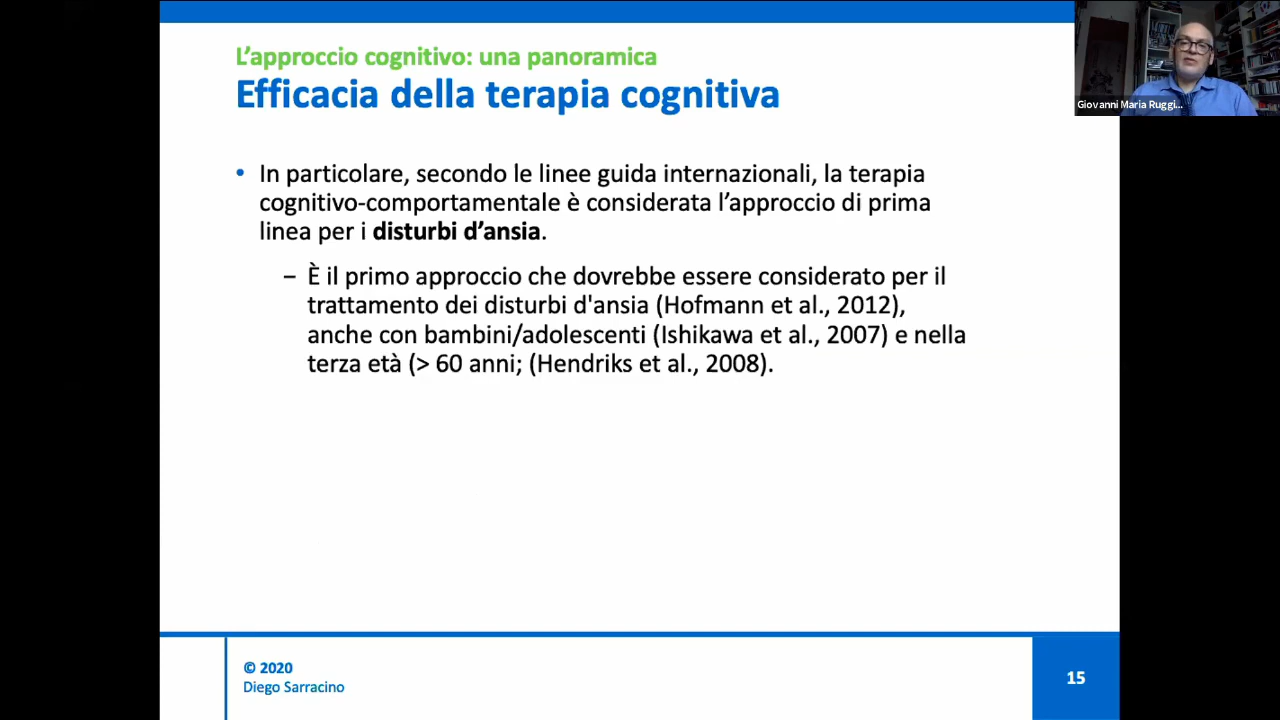 L’approccio cognitivo: una panoramica
Efficacia della terapia cognitiva
Giovanni Maria Ruggi...
• In particolare, secondo le linee guida internazionali, la terapia
cognitivo-comportamentale è considerata l’approccio di prima
linea per i disturbi d’ansia.
– È il primo approccio che dovrebbe essere considerato per il
trattamento dei disturbi d'ansia (Hofmann et al., 2012),
anche con bambini/adolescenti (Ishikawa et al., 2007) e nella
terza età (> 60 anni; (Hendriks et al., 2008).
© 2020
Diego Sarracino
15